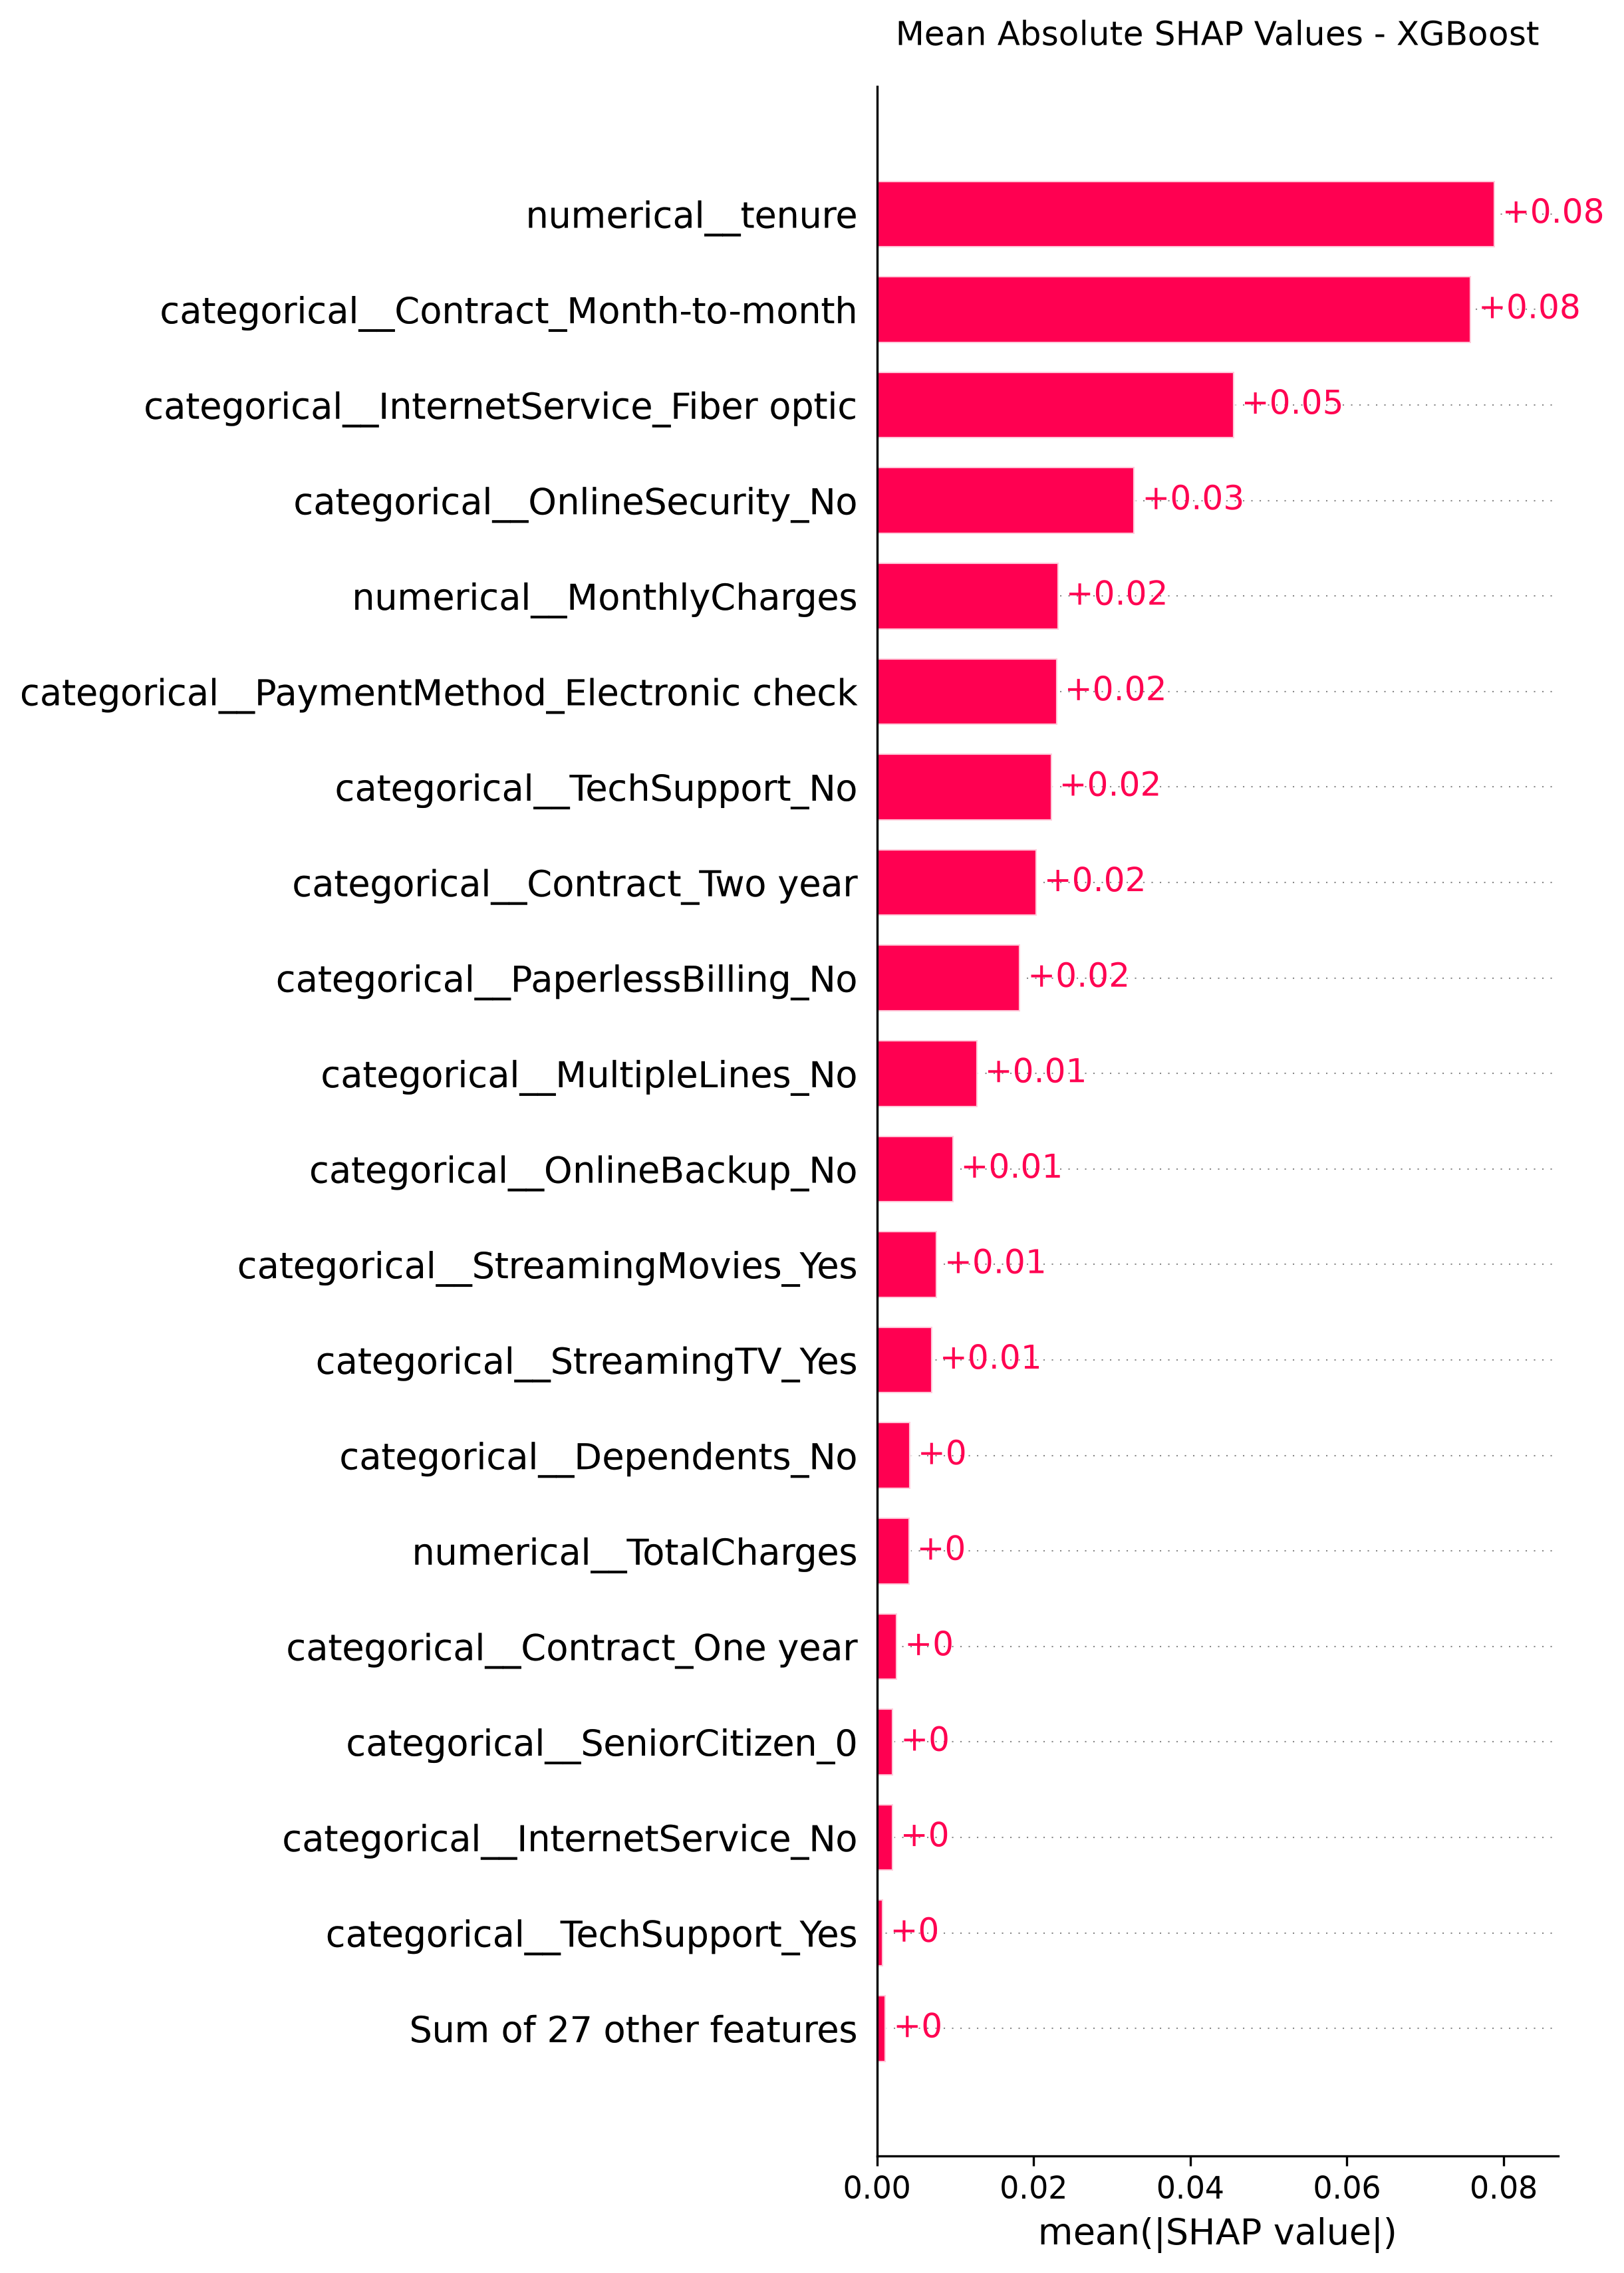 Mean Absolute SHAP Values - XGBoost
numerical__tenure +0.08
categorical__Contract_Month-to-month +0.08
categorical__InternetService_Fiber optic +0.05
categorical__OnlineSecurity_No +0.03
numerical__MonthlyCharges +0.02
categorical__PaymentMethod_Electronic check +0.02
categorical__TechSupport_No +0.02
categorical__Contract_Two year +0.02
categorical__PaperlessBilling_No +0.02
categorical__MultipleLines_No +0.01
categorical__OnlineBackup_No +0.01
categorical__StreamingMovies_Yes +0.01
categorical__StreamingTV_Yes +0.01
categorical__Dependents_No +0
numerical__TotalCharges +0
categorical__Contract_One year +0
categorical__SeniorCitizen_0 +0
categorical__InternetService_No +0
categorical__TechSupport_Yes +0
Sum of 27 other features +0
0.00 0.02 0.04 0.06 0.08
mean(|SHAP value|)